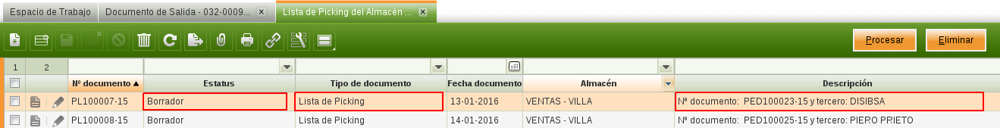 Espacio de Trabajo Documento de Salida - 032-0009... Lista de Picking del Almacén ...
Procesar Eliminar
1 2
Nº documento Estatus Tipo de documento Fecha documento Almacén Descripción
PL100007-15 Borrador Lista de Picking 13-01-2016 VENTAS - VILLA Nº documento: PED100023-15 y tercero: DISIBSA
PL100008-15 Borrador Lista de Picking 14-01-2016 VENTAS - VILLA Nº documento: PED100025-15 y tercero: PIERO PRIETO